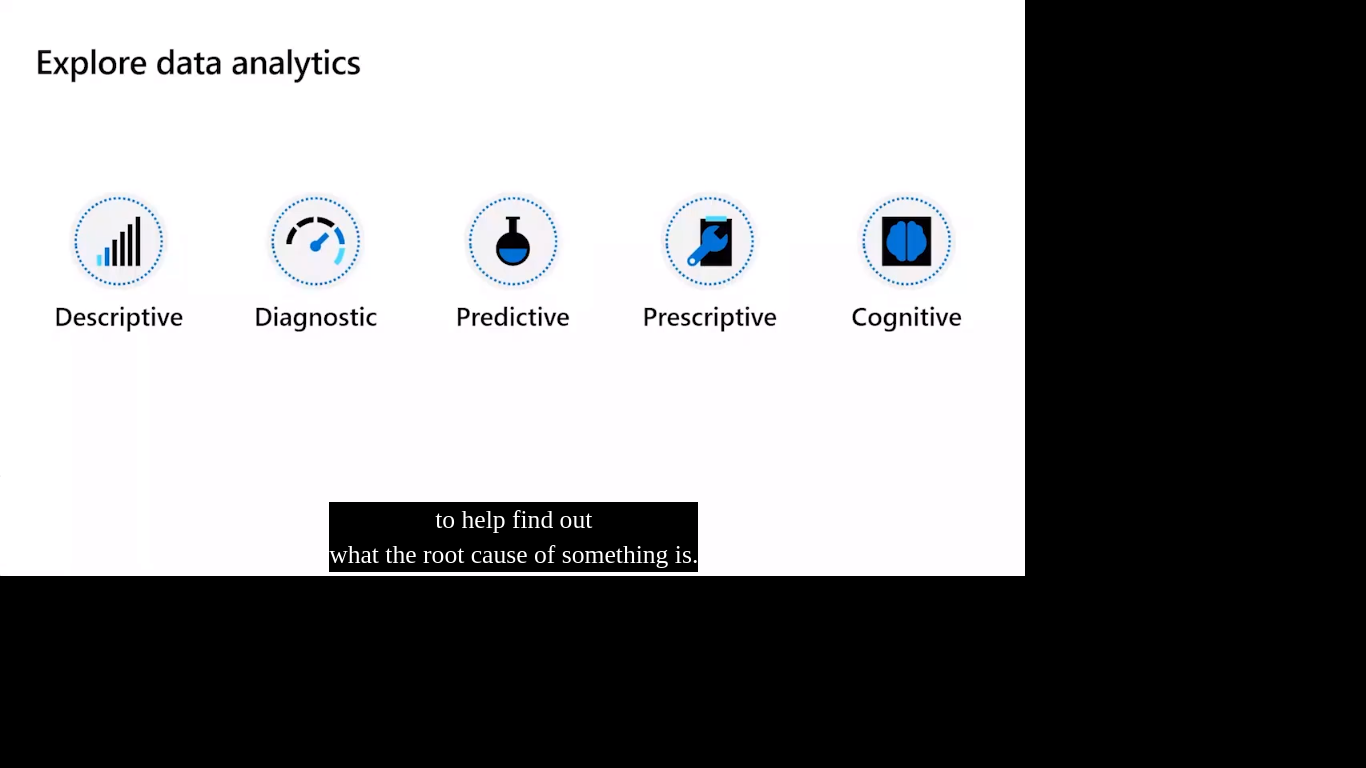 Explore data analytics
Descriptive
Diagnostic
Predictive
Prescriptive
Cognitive
to help find out
what the root cause of something is.